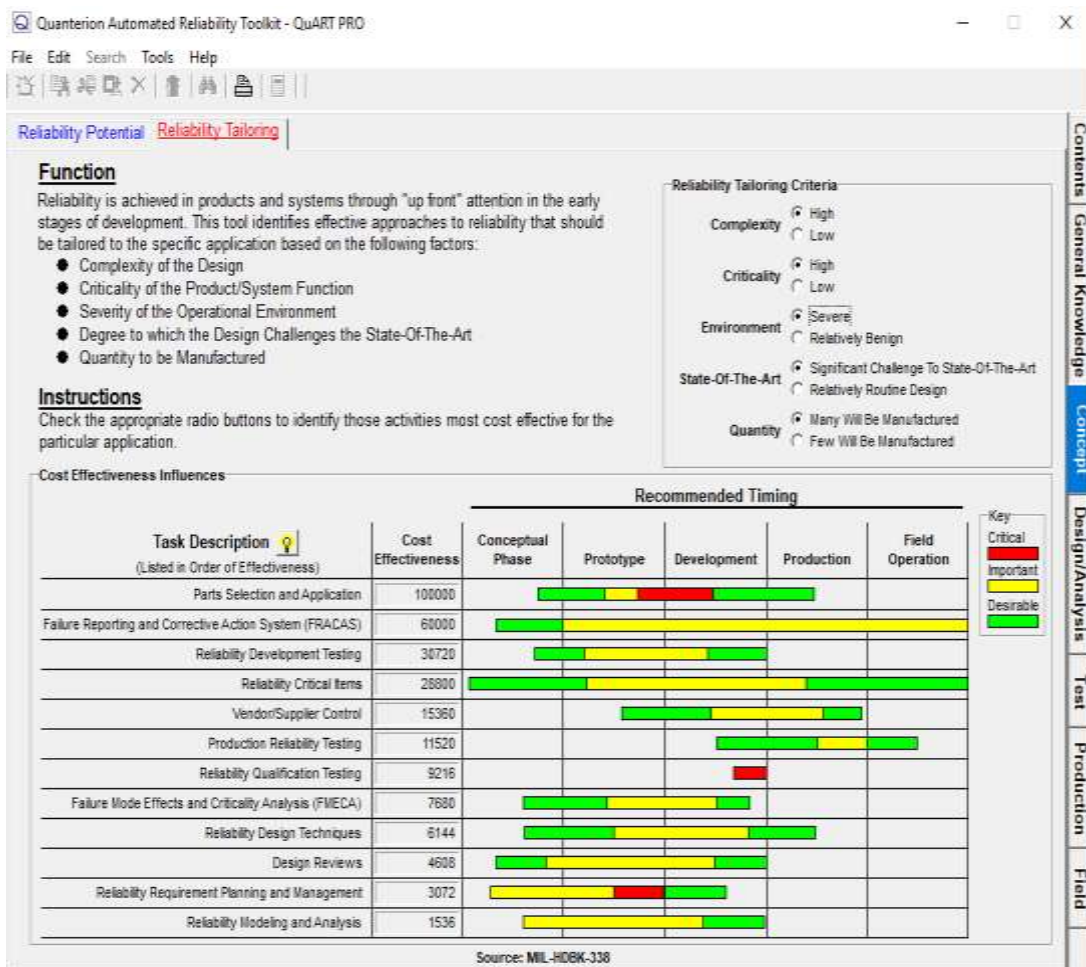 Quanterion Automated Reliability Toolkit - QuART PRO
X
File Edit Search Tools Help
Reliability Potential Reliability Tailoring
Function
Reliability is achieved in products and systems through "up front" attention in the early
stages of development. This tool identifies effective approaches to reliability that should
be tailored to the specific application based on the following factors:
Complexity of the Design
Criticality of the Product/System Function
Severity of the Operational Environment
Degree to which the Design Challenges the State-Of-The-Art
Quantity to be Manufactured
Instructions
Check the appropriate radio buttons to identify those activities most cost effective for the
particular application.
Reliability Tailoring Criteria
Complexity
High
Low
Criticality
High
Low
Environment
Severe
Relatively Benign
State-Of-The-Art
Significant Challenge To State-Of-The-Art
Relatively Routine Design
Quantity
Many Will Be Manufactured
Few Will Be Manufactured
Cost Effectiveness Influences
Recommended Timing
Task Description
(Listed in Order of Effectiveness)
Cost
Effectiveness
Conceptual
Phase
Prototype
Development
Production
Field
Operation
Key
Critical
Important
Desirable
Parts Selection and Application 100000
Failure Reporting and Corrective Action System (FRACAS) 60000
Reliability Development Testing 30720
Reliability Critical Items 28800
Vendor/Supplier Control 15360
Production Reliability Testing 11520
Reliability Qualification Testing 9216
Failure Mode Effects and Criticality Analysis (FMECA) 7680
Reliability Design Techniques 6144
Design Reviews 4608
Reliability Requirement Planning and Management 3072
Reliability Modeling and Analysis 1536
Source: MIL-HDBK-338
Contents
General Knowledge
Concept
Design/Analysis
Test
Production
Field